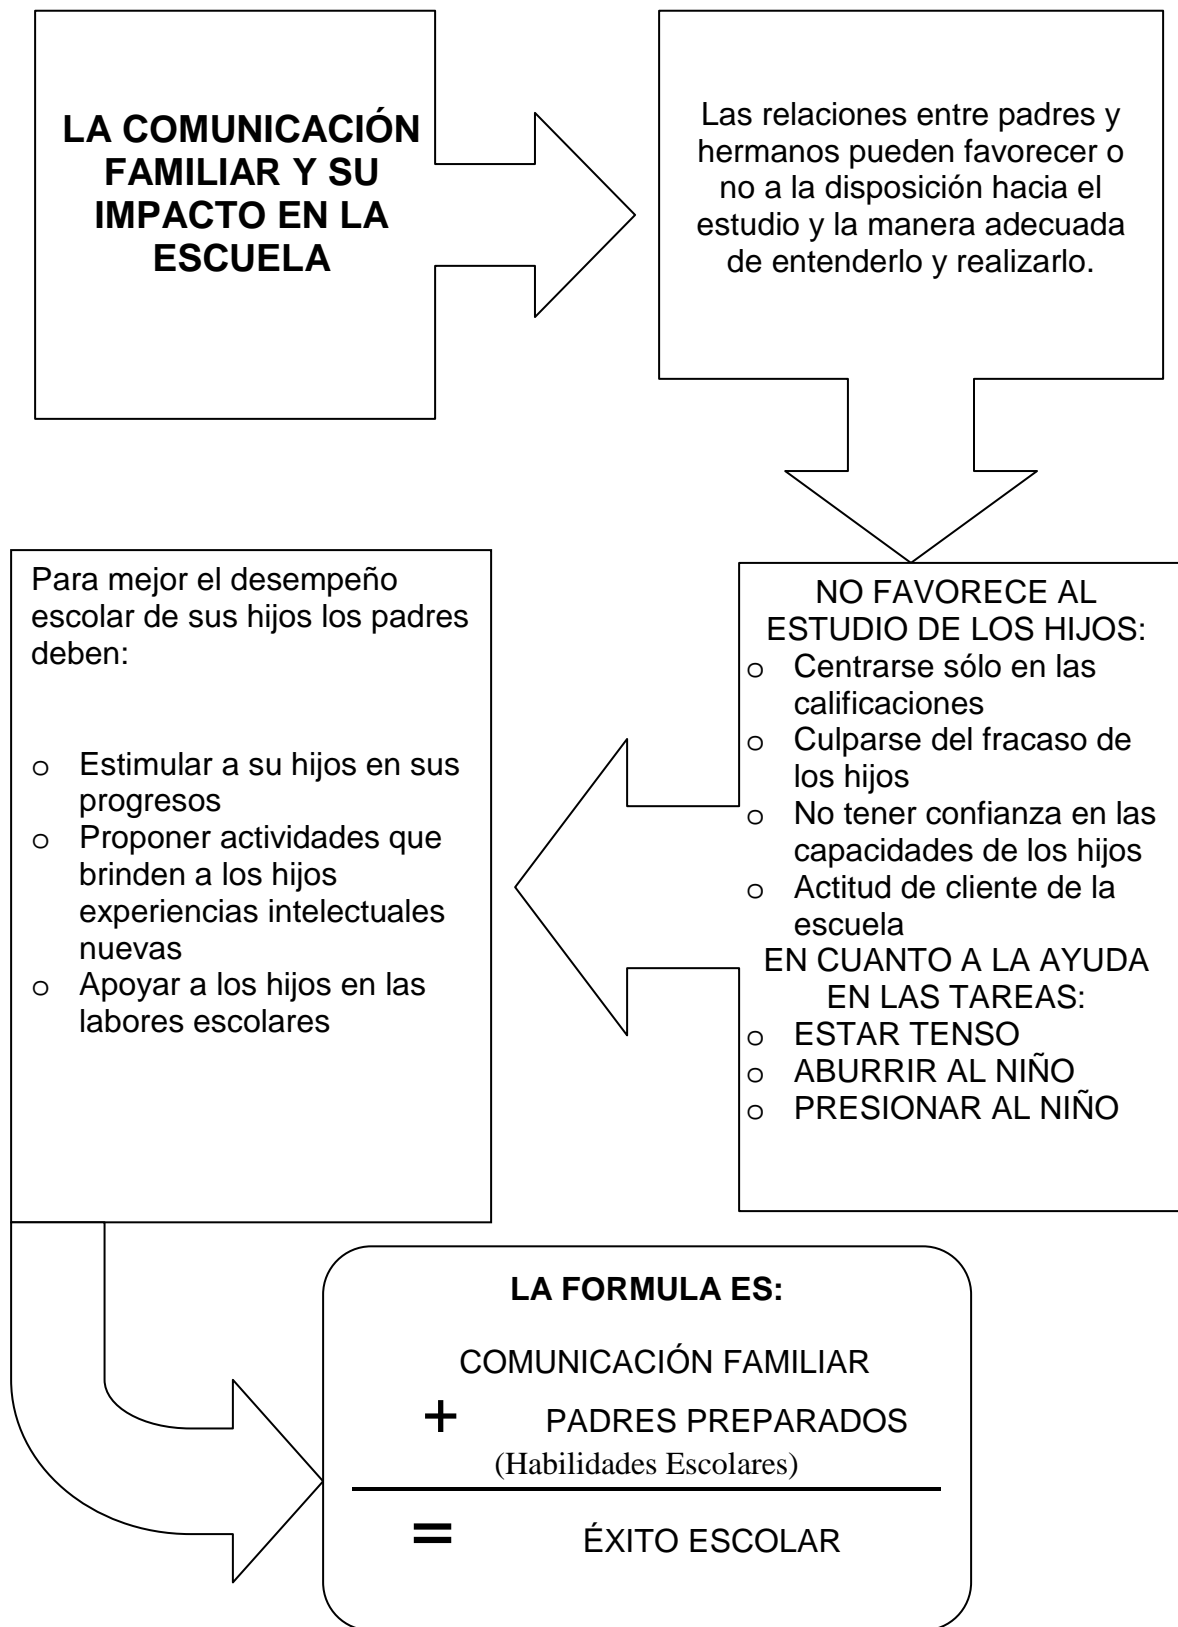 LA COMUNICACIÓN
FAMILIAR Y SU
IMPACTO EN LA
ESCUELA
Las relaciones entre padres y
hermanos pueden favorecer o
no a la disposición hacia el
estudio y la manera adecuada
de entenderlo y realizarlo.
NO FAVORECE AL
ESTUDIO DE LOS HIJOS:
o Centrarse sólo en las
calificaciones
o Culparse del fracaso de
los hijos
o No tener confianza en las
capacidades de los hijos
o Actitud de cliente de la
escuela
EN CUANTO A LA AYUDA
EN LAS TAREAS:
o ESTAR TENSO
o ABURRIR AL NIÑO
o PRESIONAR AL NIÑO
Para mejor el desempeño
escolar de sus hijos los padres
deben:
o Estimular a su hijos en sus
progresos
o Proponer actividades que
brinden a los hijos
experiencias intelectuales
nuevas
o Apoyar a los hijos en las
labores escolares
LA FORMULA ES:
COMUNICACIÓN FAMILIAR
+ PADRES PREPARADOS
(Habilidades Escolares)
= ÉXITO ESCOLAR